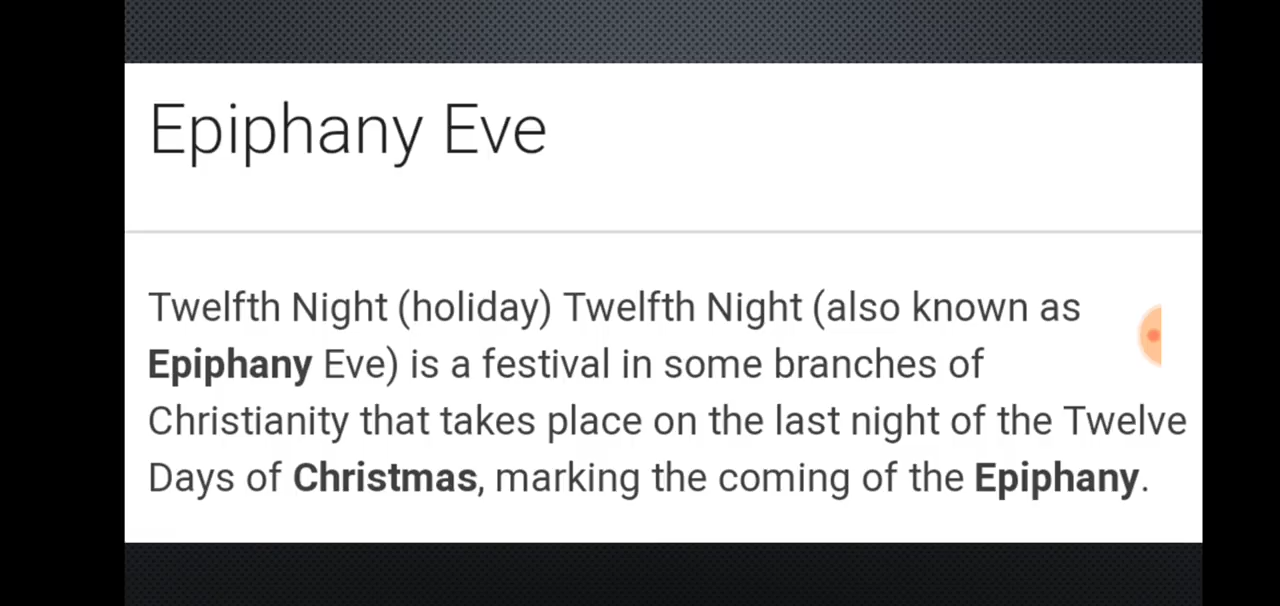 Epiphany Eve
Twelfth Night (holiday) Twelfth Night (also known as
Epiphany Eve) is a festival in some branches of
Christianity that takes place on the last night of the Twelve
Days of Christmas, marking the coming of the Epiphany.